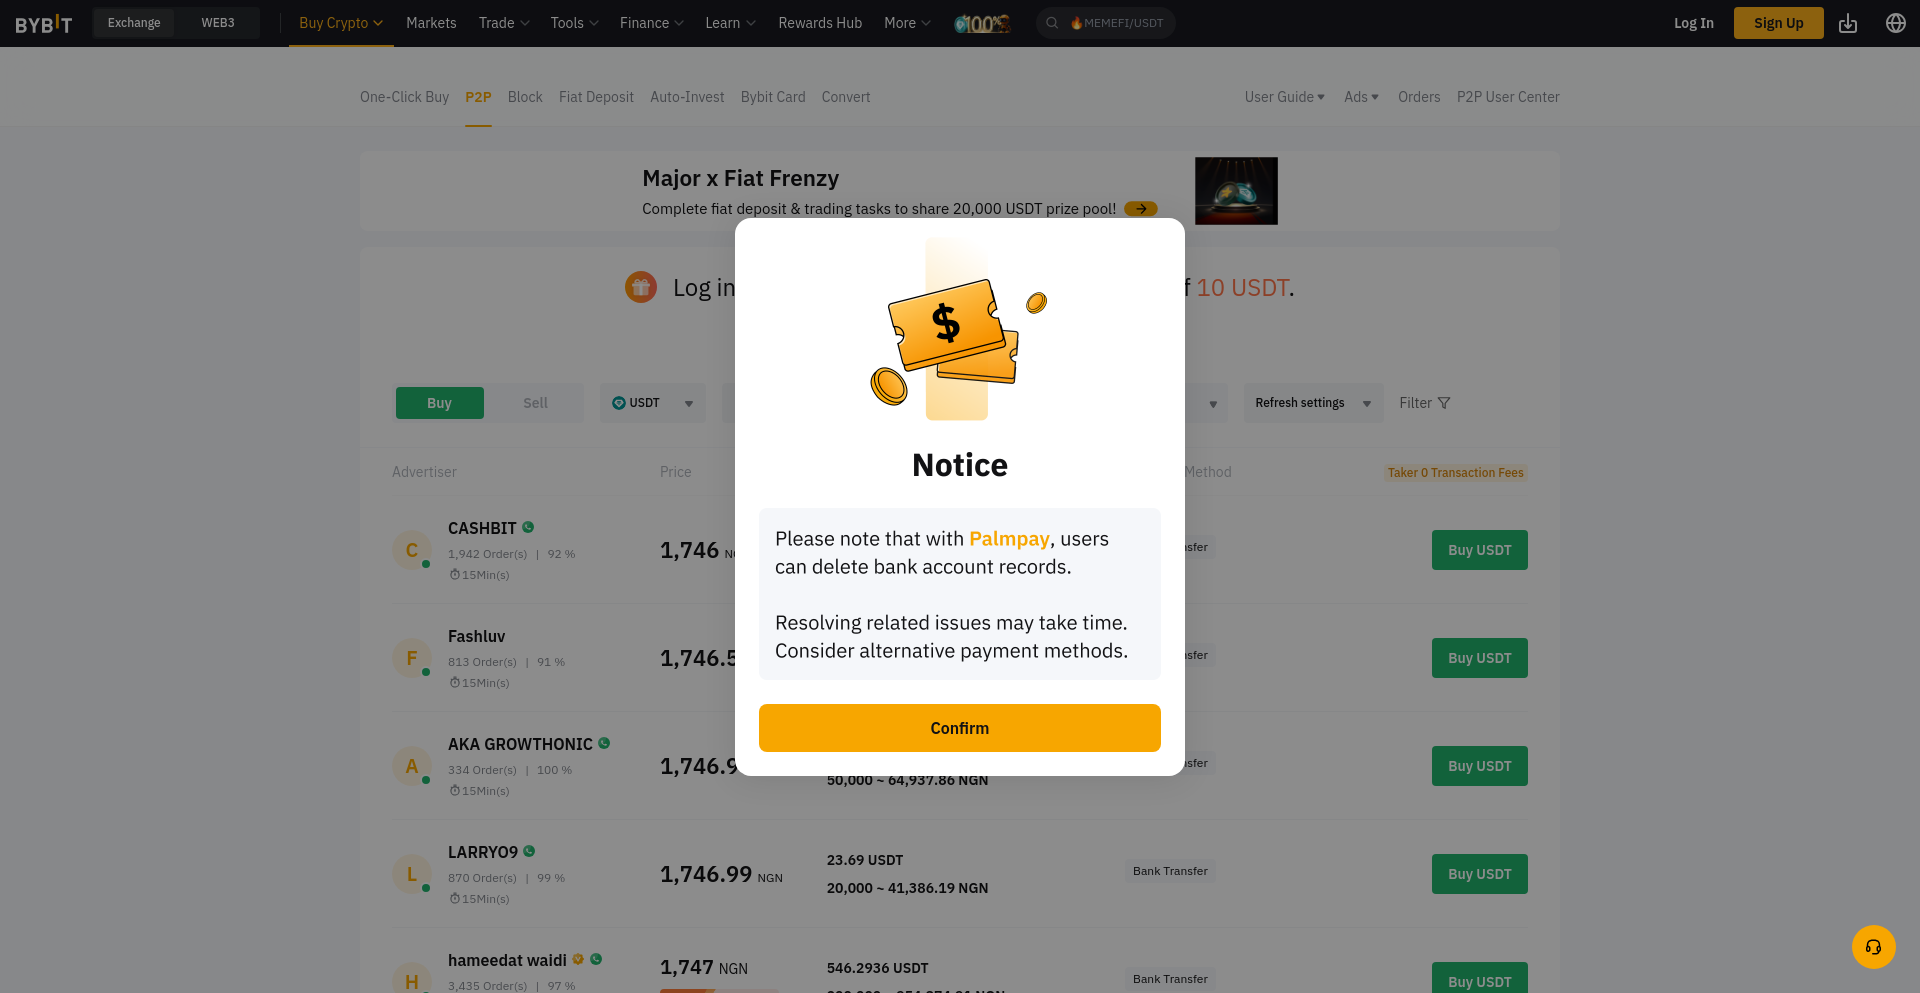 BYBIT
Exchange
WEB3
Buy Crypto
Markets
Trade
Tools
Finance
Learn
Rewards Hub
More
100%
MEMEFI/USDT
Log In
Sign Up
One-Click Buy
P2P
Block
Fiat Deposit
Auto-Invest
Bybit Card
Convert
User Guide
Ads
Orders
P2P User Center
Major x Fiat Frenzy
Complete fiat deposit & trading tasks to share 20,000 USDT prize pool!
Log in
10 USDT.
Buy
Sell
USDT
Refresh settings
Filter
Advertiser
Price
Method
Taker 0 Transaction Fees
$
Notice
Please note that with Palmpay, users
can delete bank account records.
Resolving related issues may take time.
Consider alternative payment methods.
Confirm
C
CASHBIT
1,942 Order(s) | 92 %
15Min(s)
1,746
Buy USDT
F
Fashluv
813 Order(s) | 91 %
15Min(s)
1,746.5
Buy USDT
A
AKA GROWTHONIC
334 Order(s) | 100 %
15Min(s)
1,746.9
50,000 ~ 64,937.86 NGN
Buy USDT
L
LARRYO9
870 Order(s) | 99 %
15Min(s)
1,746.99 NGN
23.69 USDT
20,000 ~ 41,386.19 NGN
Bank Transfer
Buy USDT
H
hameedat waidi
3,435 Order(s) | 97 %
1,747 NGN
546.2936 USDT
Bank Transfer
Buy USDT